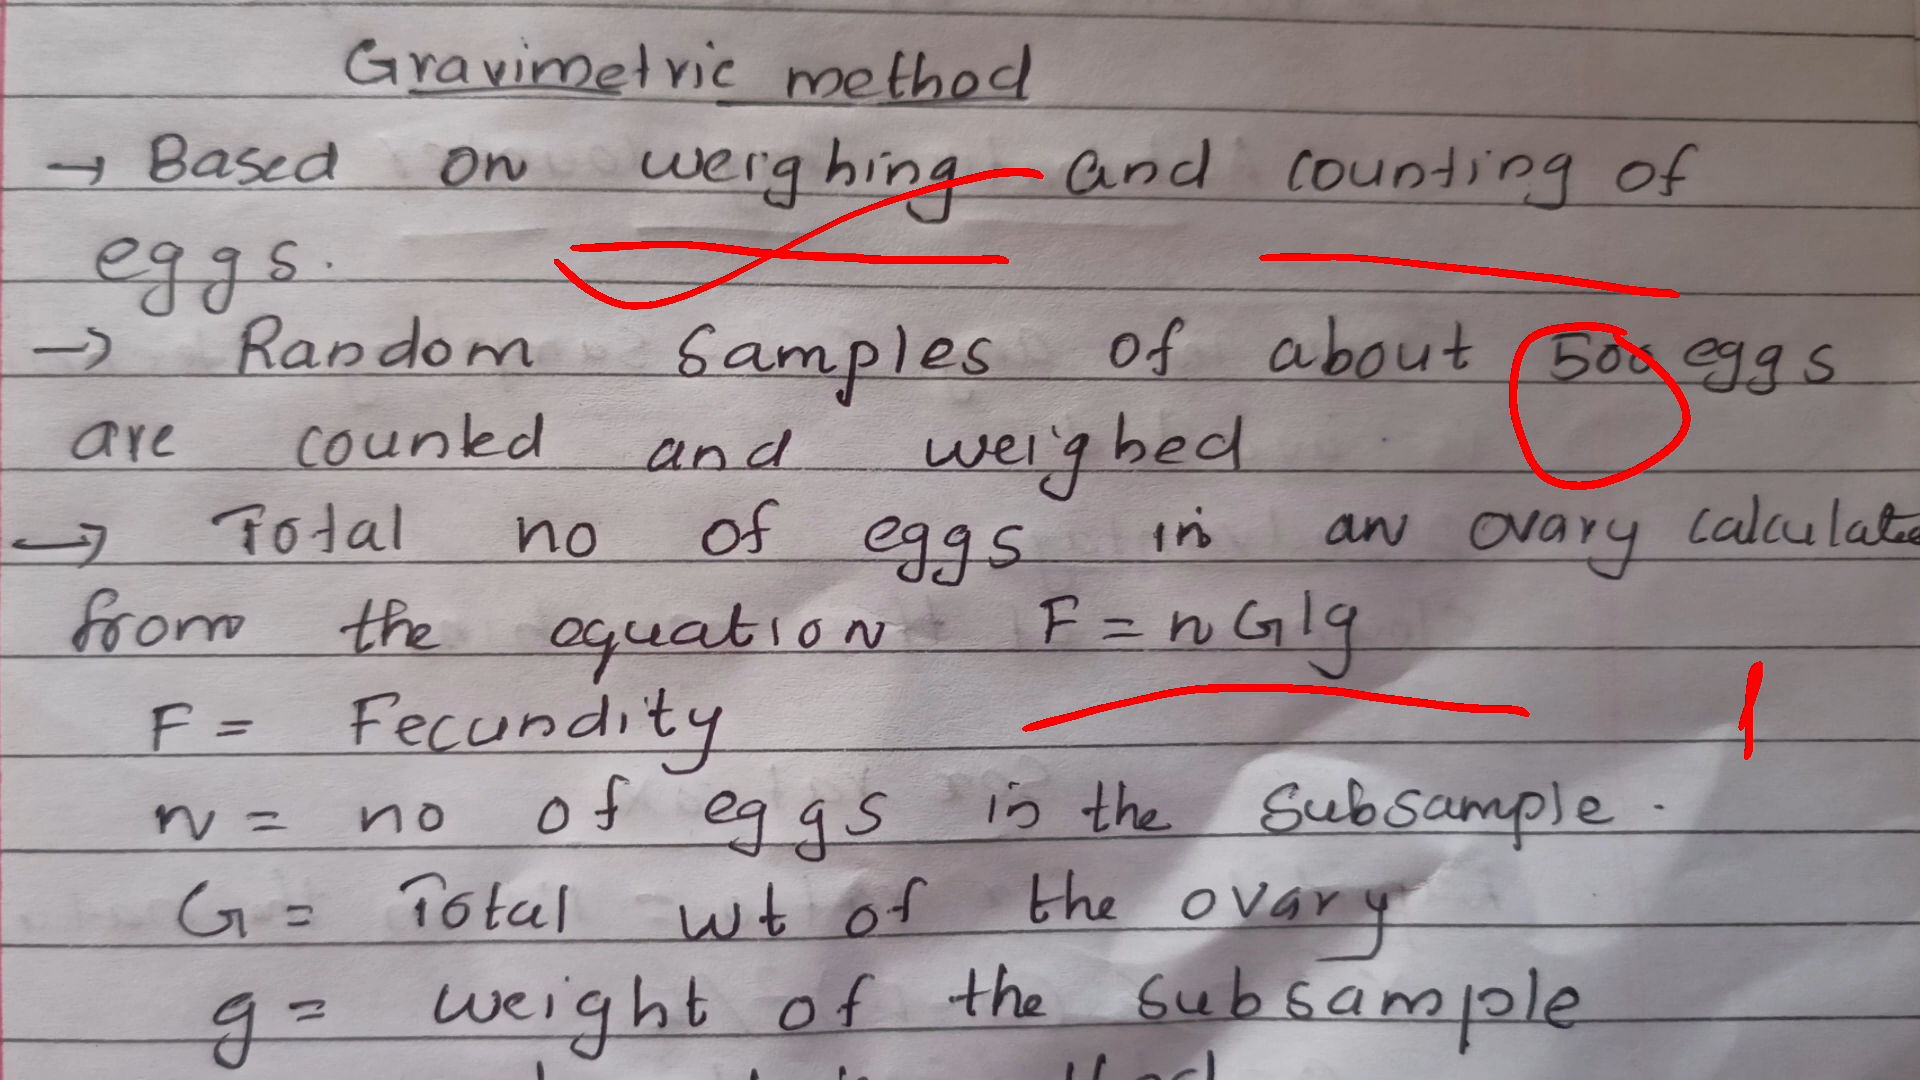 Gravimetric method
→ Based on weighing and counting of
eggs.
→ Random samples of about 500 eggs
are counted and weighed
→ Total no of eggs in an ovary calculate
from the equation F = nG/g
F = Fecundity
n = no of eggs in the subsample.
G = Total wt of the ovary
g = weight of the subsample